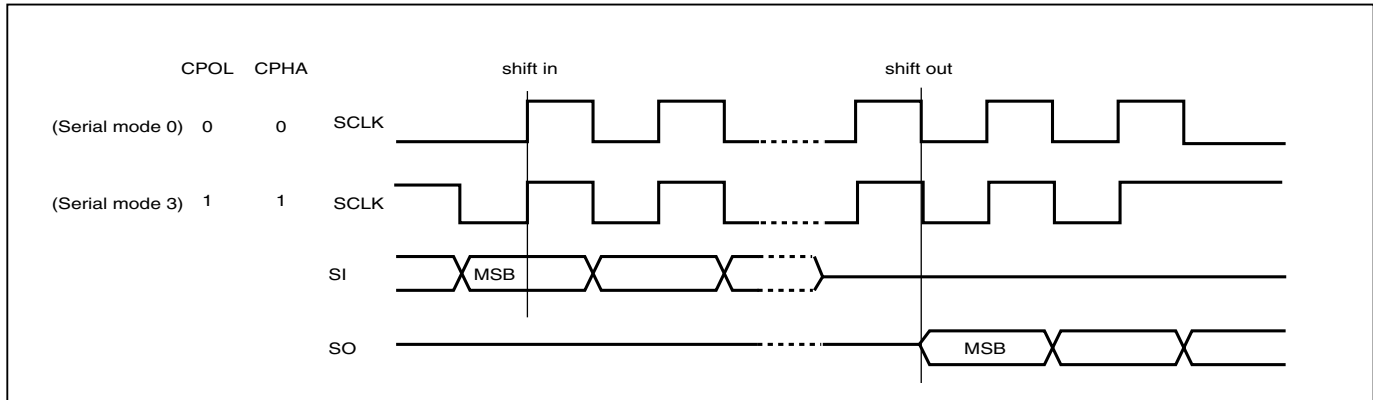 CPOL CPHA shift in shift out
(Serial mode 0) 0 0 SCLK
(Serial mode 3) 1 1 SCLK
SI MSB
SO MSB